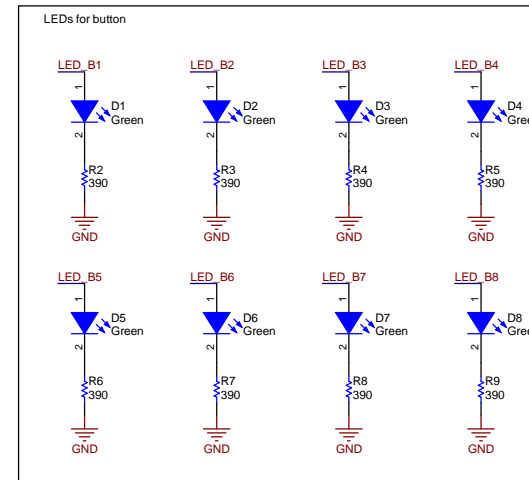 LEDs for button
LED_B1 LED_B2 LED_B3 LED_B4
1 1 1 1
D1 D2 D3 D4
Green Green Green Gree
2 2 2 2
R2 R3 R4 R5
390 390 390 390
GND GND GND GND
LED_B5 LED_B6 LED_B7 LED_B8
1 1 1 1
D5 D6 D7 D8
Green Green Green Gree
2 2 2 2
R6 R7 R8 R9
390 390 390 390
GND GND GND GND